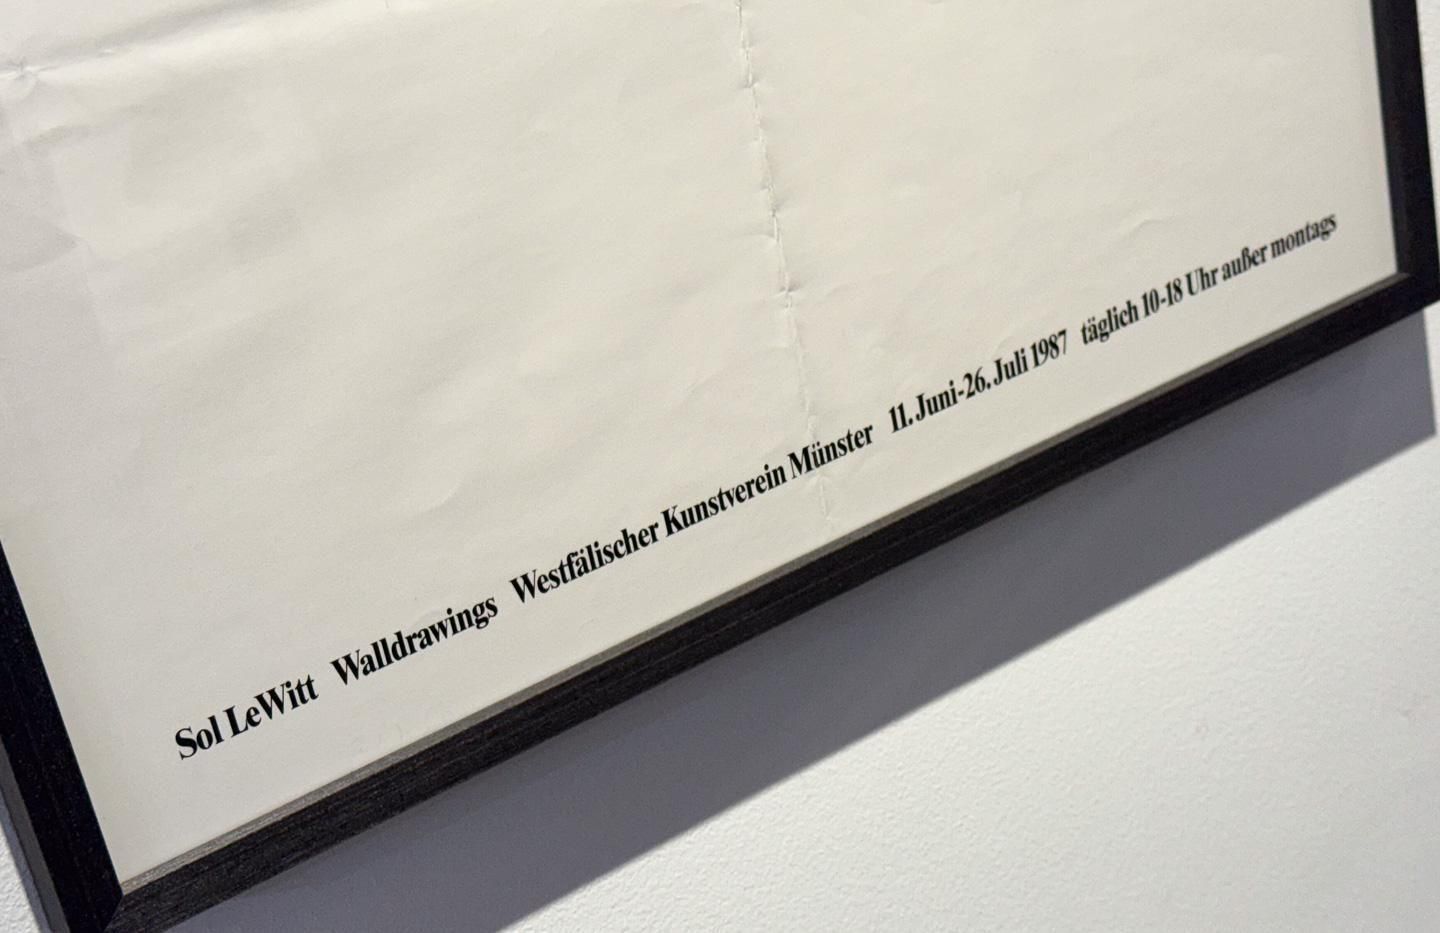 Sol LeWitt Walldrawings Westfälischer Kunstverein Münster 11. Juni-26. Juli 1987 täglich 10-18 Uhr außer montags